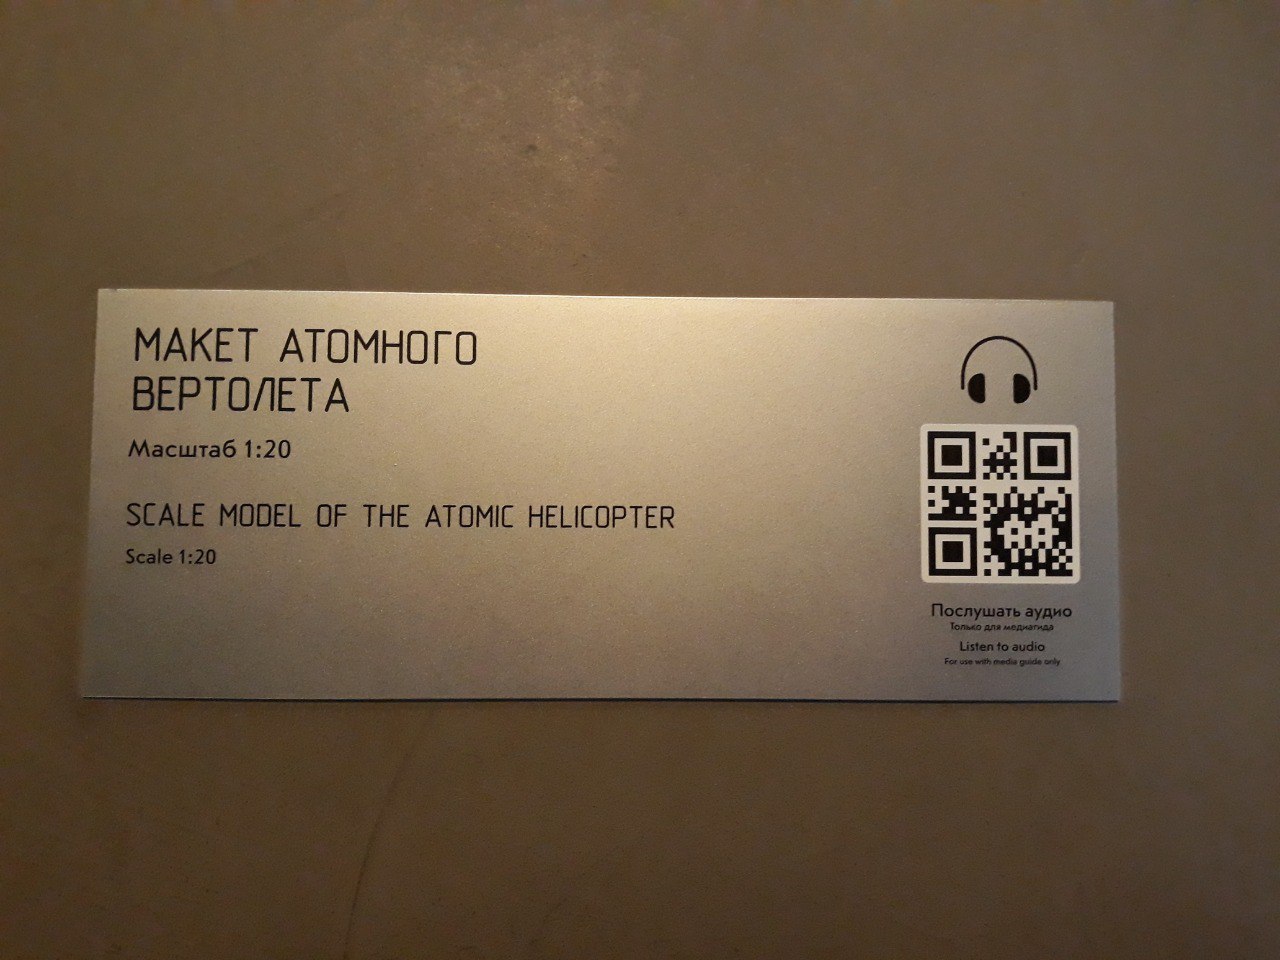 МАКЕТ АТОМНОГО
ВЕРТОЛЕТА
Масштаб 1:20
SCALE MODEL OF THE ATOMIC HELICOPTER
Scale 1:20
Послушать аудио
Только для медиагида
Listen to audio
For use with media guide only